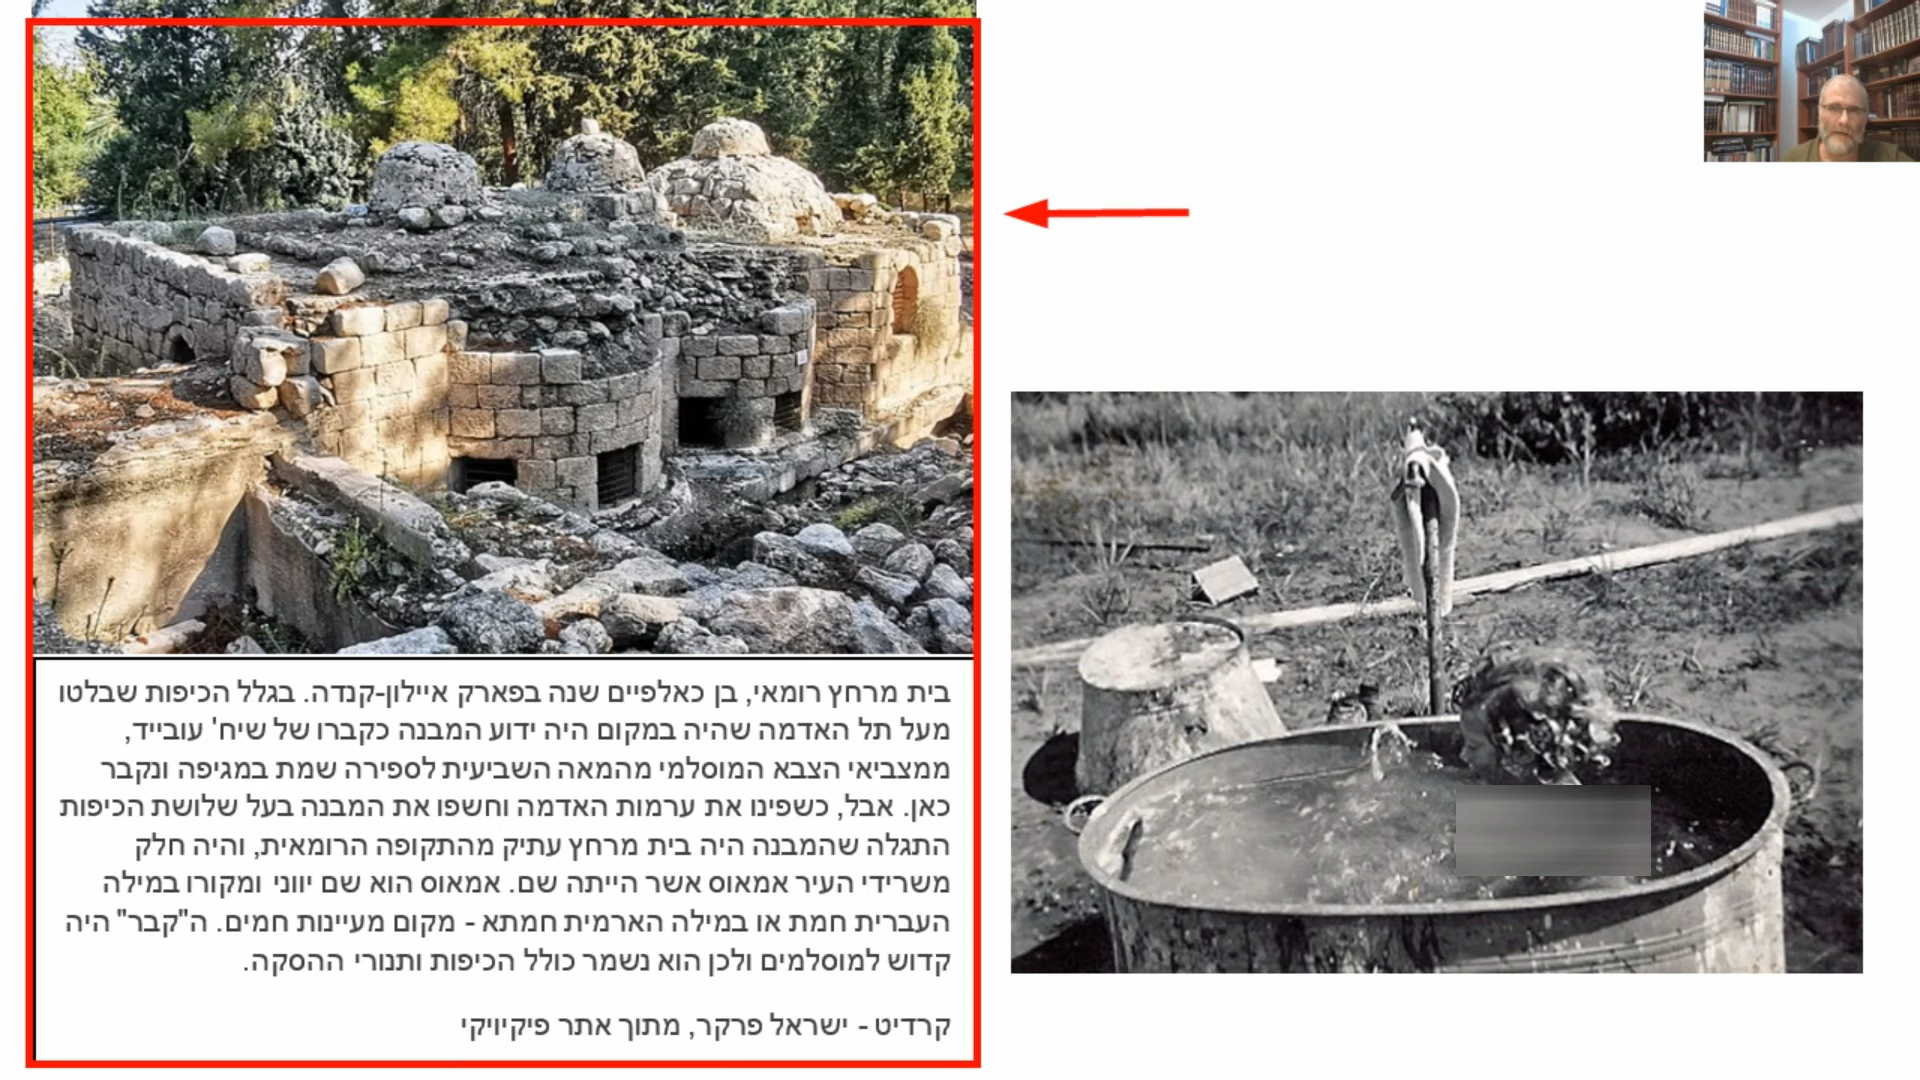 בית מרחץ רומאי, בן כאלפיים שנה בפארק איילון-קנדה. בגלל הכיפות שבלטו
מעל תל האדמה שהיה במקום היה ידוע המבנה כקברו של שיח' עובייד,
ממצביאי הצבא המוסלמי מהמאה השביעית לספירה שמת במגיפה ונקבר
כאן. אבל, כשפינו את ערמות האדמה וחשפו את המבנה בעל שלושת הכיפות
התגלה שהמבנה היה בית מרחץ עתיק מהתקופה הרומאית, והיה חלק
משרידי העיר אמאוס אשר הייתה שם. אמאוס הוא שם יווני ומקורו במילה
העברית חמת או במילה הארמית חמתא - מקום מעיינות חמים. ה"קבר" היה
קדוש למוסלמים ולכן הוא נשמר כולל הכיפות ותנורי ההסקה.
קרדיט - ישראל פרקר, מתוך אתר פיקיויקי